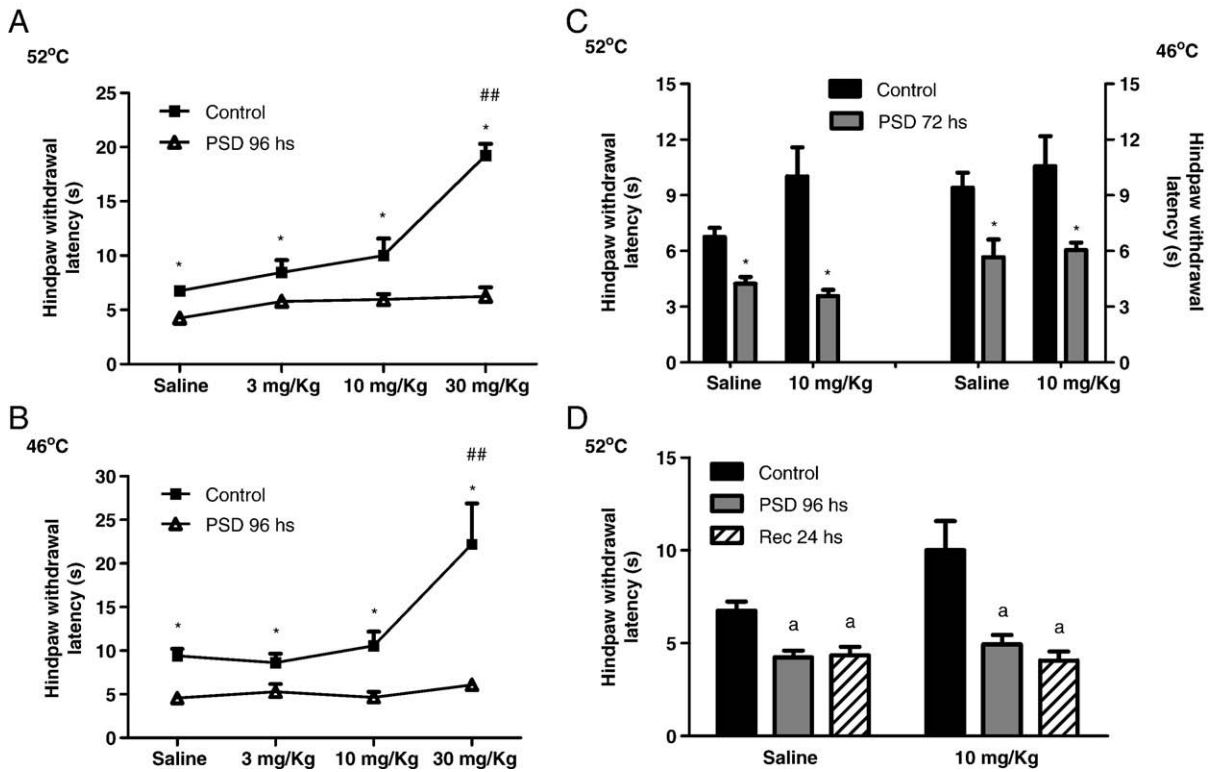 A
52°C
Hindpaw withdrawal
latency (s)
25
20
15
10
5
0
Control
PSD 96 hs
*
*
*
##
*
Saline
3 mg/Kg
10 mg/Kg
30 mg/Kg
B
46°C
Hindpaw withdrawal
latency (s)
30
25
20
15
10
5
0
Control
PSD 96 hs
*
*
*
##
*
Saline
3 mg/Kg
10 mg/Kg
30 mg/Kg
C
52°C
46°C
Hindpaw withdrawal
latency (s)
15
12
9
6
3
0
Control
PSD 72 hs
*
*
*
*
Saline
10 mg/Kg
Saline
10 mg/Kg
15
12
9
6
3
0
Hindpaw withdrawal
latency (s)
D
52°C
Hindpaw withdrawal
latency (s)
15
10
5
0
Control
PSD 96 hs
Rec 24 hs
a
a
a
a
Saline
10 mg/Kg